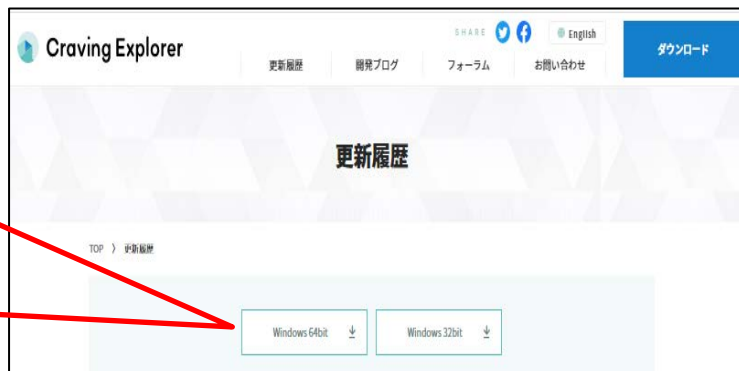 Craving Explorer
SHARE
English
更新履歴
開発ブログ
フォーラム
お問い合わせ
ダウンロード
更新履歴
TOP 〉 更新履歴
Windows 64bit
Windows 32bit